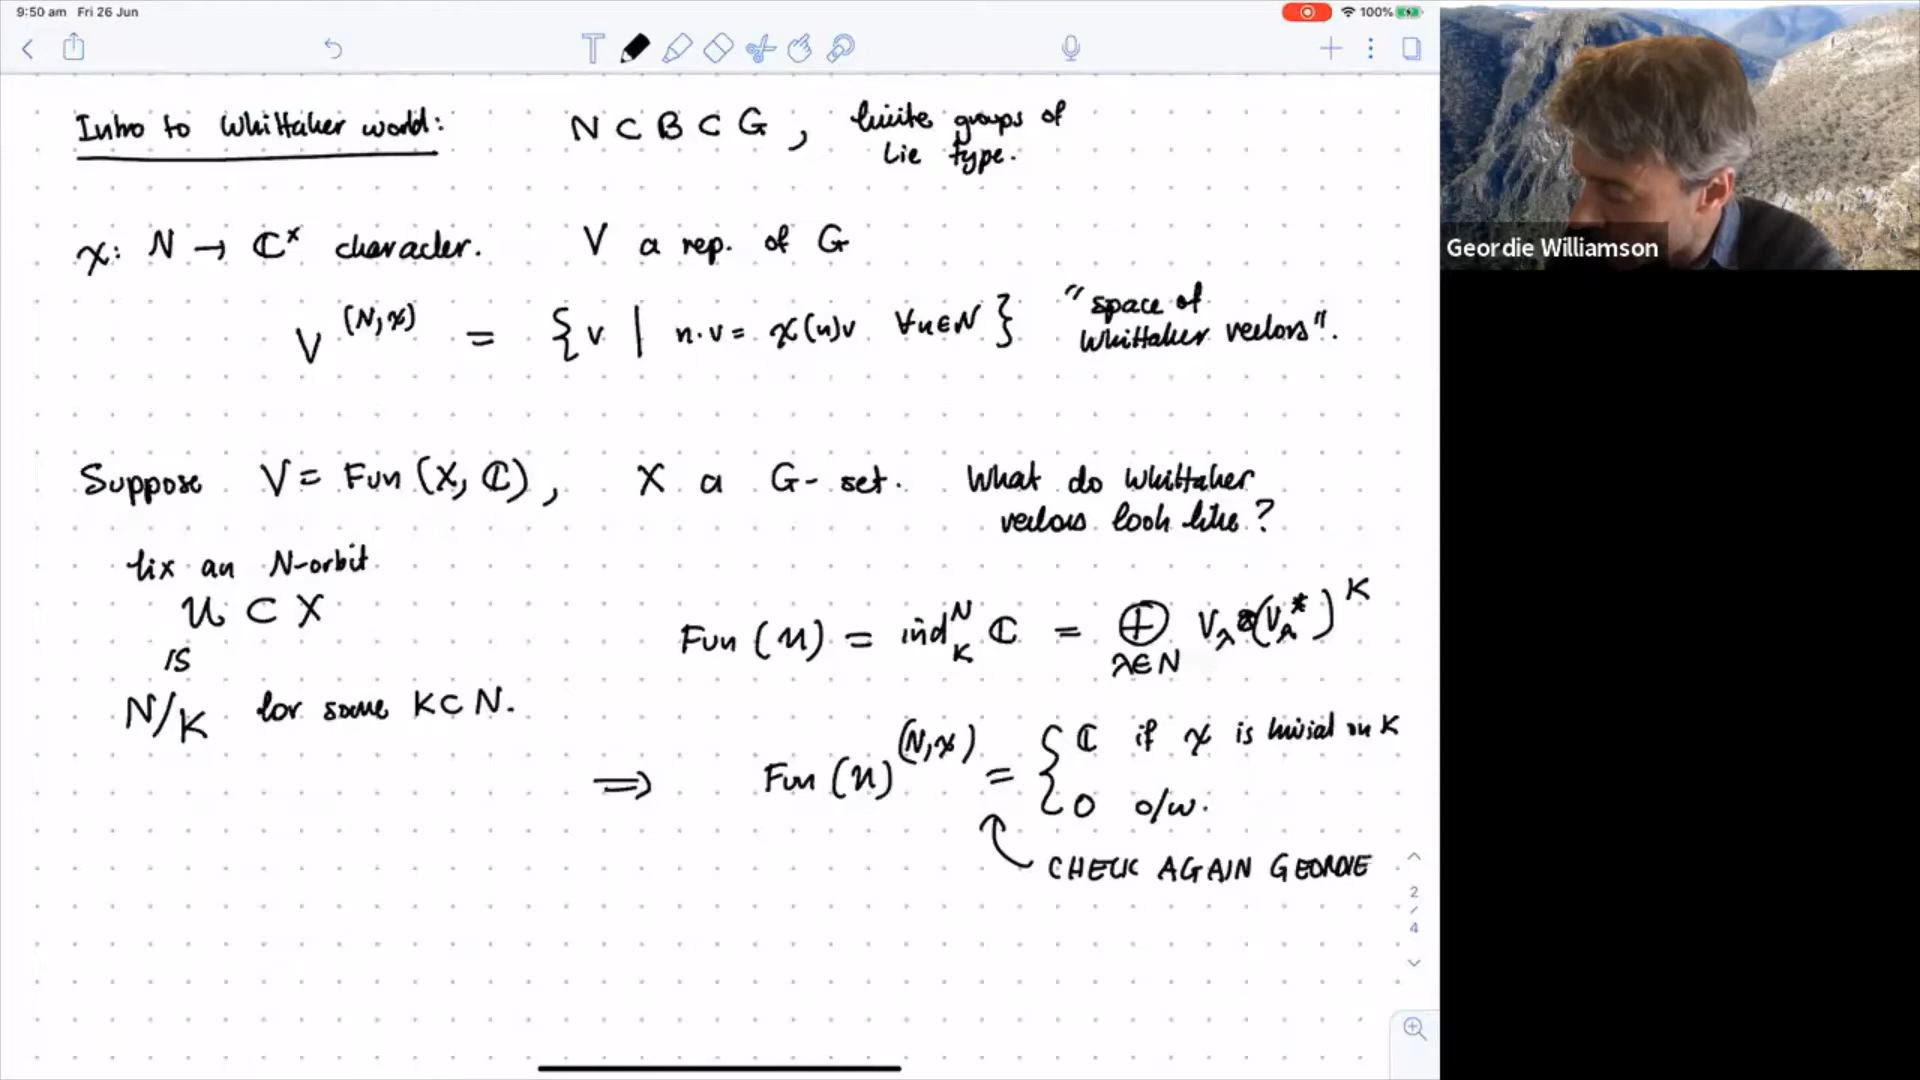 9:50 am Fri 26 Jun
100%
Intro to Whittaker world: N ⊂ B ⊂ G, finite groups of
Lie type.
χ: N → ℂ^× character. V a rep. of G
V^(N,χ) = { v | n·v = χ(n)v ∀n∈N } "space of
Whittaker vectors".
Suppose V = Fun(X, ℂ), X a G-set. What do Whittaker
vectors look like?
fix an N-orbit
U ⊂ X
Fun(U) = ind_K^N ℂ = ⊕_{λ∈N} V_λ ⊗ (V_λ^*)^K
IS
N/K for some K ⊂ N.
⇒ Fun(U)^(N,χ) = { ℂ if χ is trivial on K
0 o/w.
CHECK AGAIN GEORDIE
2
/
4
Geordie Williamson